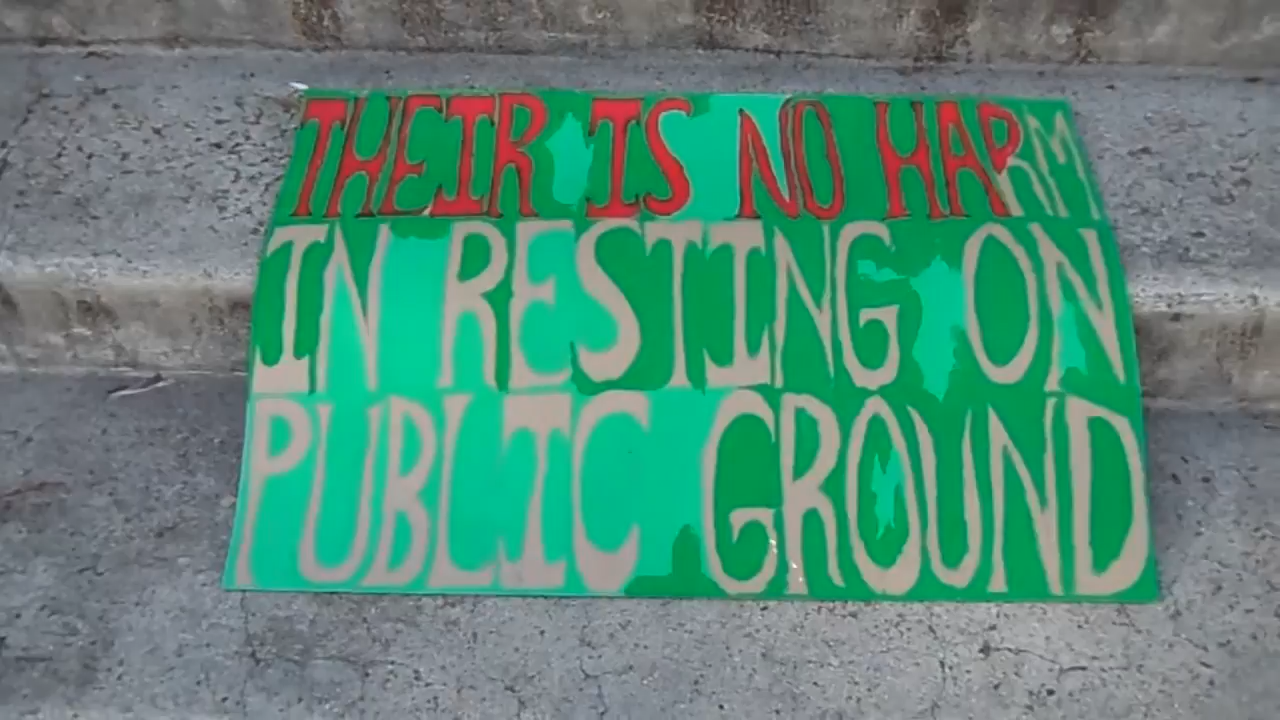 THEIR IS NO HARM
IN RESTING ON
PUBLIC GROUND